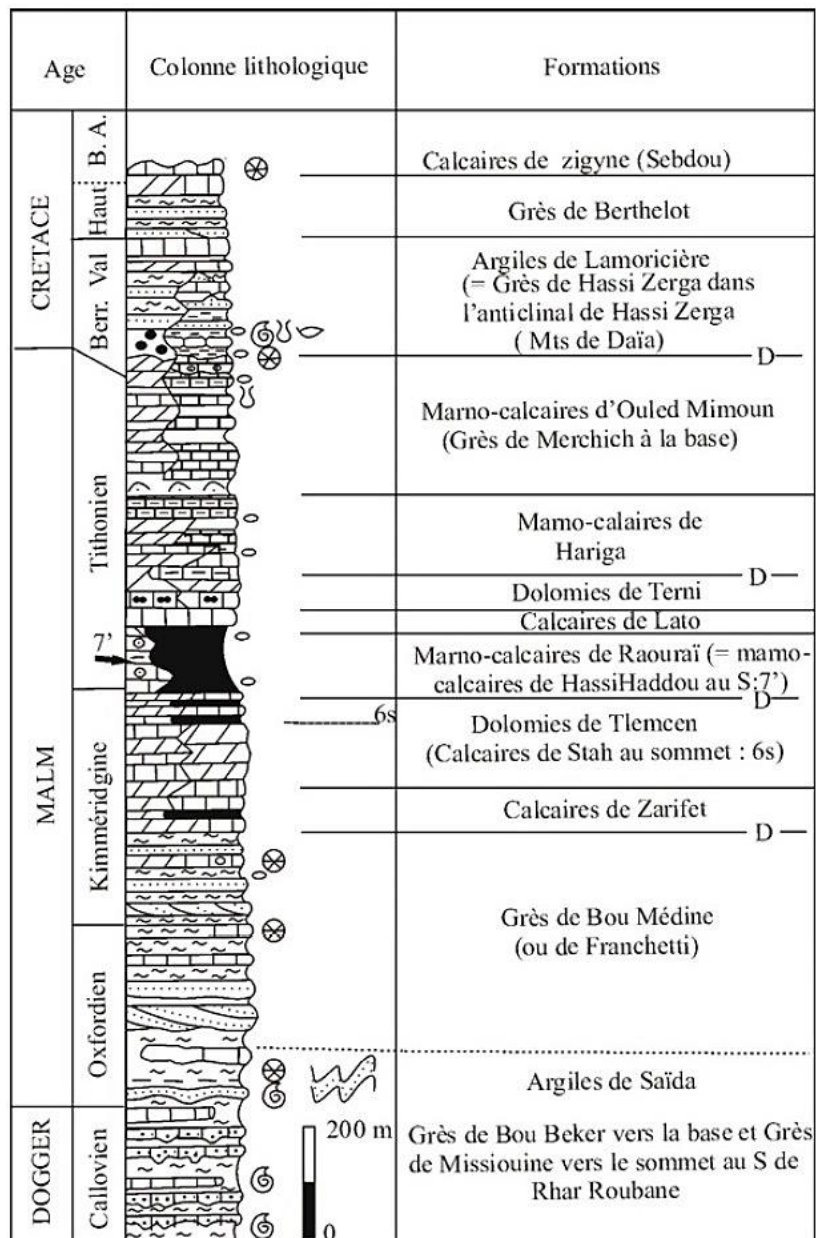 Age
Colonne lithologique
Formations
CRETACE
B. A.
Haut
Val
Berr.
MALM
Tithonien
Kimméridgine
Oxfordien
DOGGER
Callovien
7'
6s
200 m
0
Calcaires de zigyne (Sebdou)
Grès de Berthelot
Argiles de Lamoricière
(= Grès de Hassi Zerga dans
l'anticlinal de Hassi Zerga
( Mts de Daïa)
D
Marno-calcaires d'Ouled Mimoun
(Grès de Merchich à la base)
Mamo-calaires de
Hariga
D
Dolomies de Terni
Calcaires de Lato
Marno-calcaires de Raouraï (= mamo-
calcaires de HassiHaddou au S:7')
D
Dolomies de Tlemcen
(Calcaires de Stah au sommet : 6s)
Calcaires de Zarifet
D
Grès de Bou Médine
(ou de Franchetti)
Argiles de Saïda
Grès de Bou Beker vers la base et Grès
de Missiouine vers le sommet au S de
Rhar Roubane